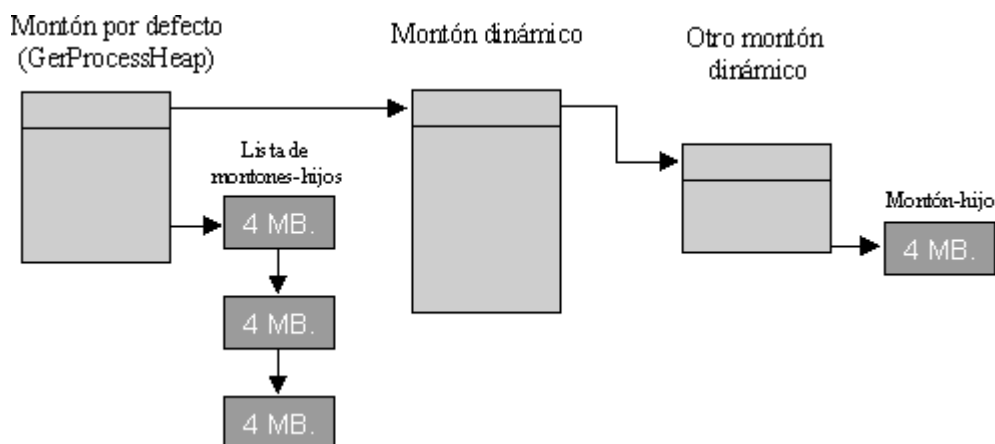 Montón por defecto
(GerProcessHeap)
Montón dinámico
Otro montón
dinámico
Lista de
montones-hijos
4 MB.
4 MB.
4 MB.
Montón-hijo
4 MB.